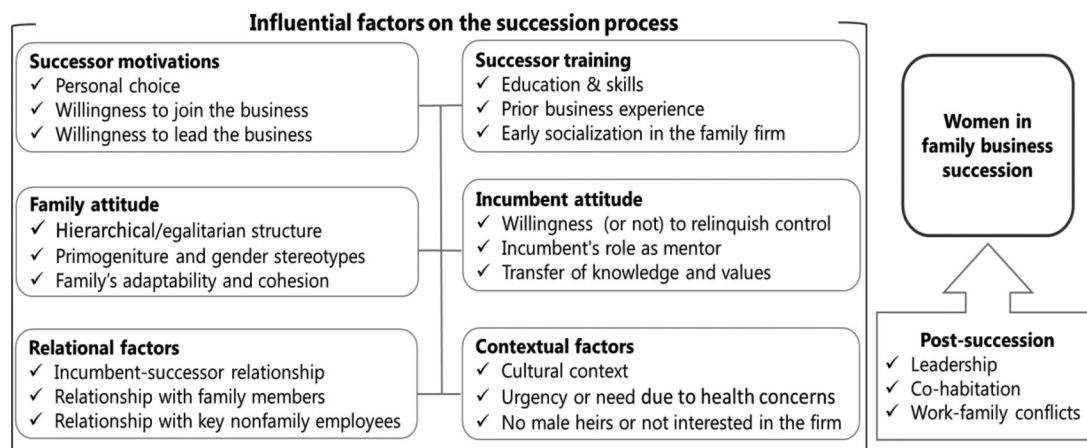 Influential factors on the succession process
Successor motivations
✓ Personal choice
✓ Willingness to join the business
✓ Willingness to lead the business
Successor training
✓ Education & skills
✓ Prior business experience
✓ Early socialization in the family firm
Family attitude
✓ Hierarchical/egalitarian structure
✓ Primogeniture and gender stereotypes
✓ Family's adaptability and cohesion
Incumbent attitude
✓ Willingness (or not) to relinquish control
✓ Incumbent's role as mentor
✓ Transfer of knowledge and values
Relational factors
✓ Incumbent-successor relationship
✓ Relationship with family members
✓ Relationship with key nonfamily employees
Contextual factors
✓ Cultural context
✓ Urgency or need due to health concerns
✓ No male heirs or not interested in the firm
Women in
family business
succession
Post-succession
✓ Leadership
✓ Co-habitation
✓ Work-family conflicts